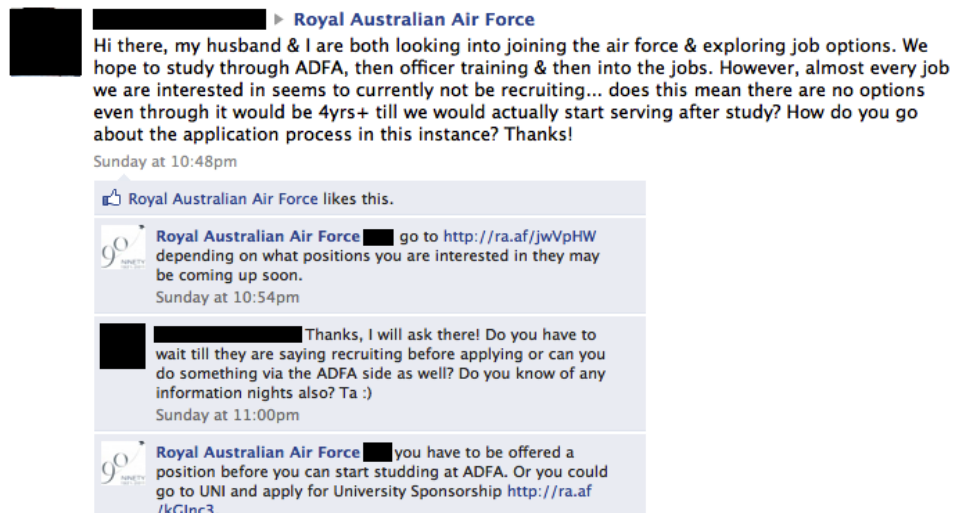 Royal Australian Air Force
Hi there, my husband & I are both looking into joining the air force & exploring job options. We
hope to study through ADFA, then officer training & then into the jobs. However, almost every job
we are interested in seems to currently not be recruiting... does this mean there are no options
even through it would be 4yrs+ till we would actually start serving after study? How do you go
about the application process in this instance? Thanks!
Sunday at 10:48pm
Royal Australian Air Force likes this.
90
NINETY
Royal Australian Air Force go to http://ra.af/jwVpHW
depending on what positions you are interested in they may
be coming up soon.
Sunday at 10:54pm
Thanks, I will ask there! Do you have to
wait till they are saying recruiting before applying or can you
do something via the ADFA side as well? Do you know of any
information nights also? Ta :)
Sunday at 11:00pm
90
NINETY
Royal Australian Air Force you have to be offered a
position before you can start studding at ADFA. Or you could
go to UNI and apply for University Sponsorship http://ra.af
/kGInc3